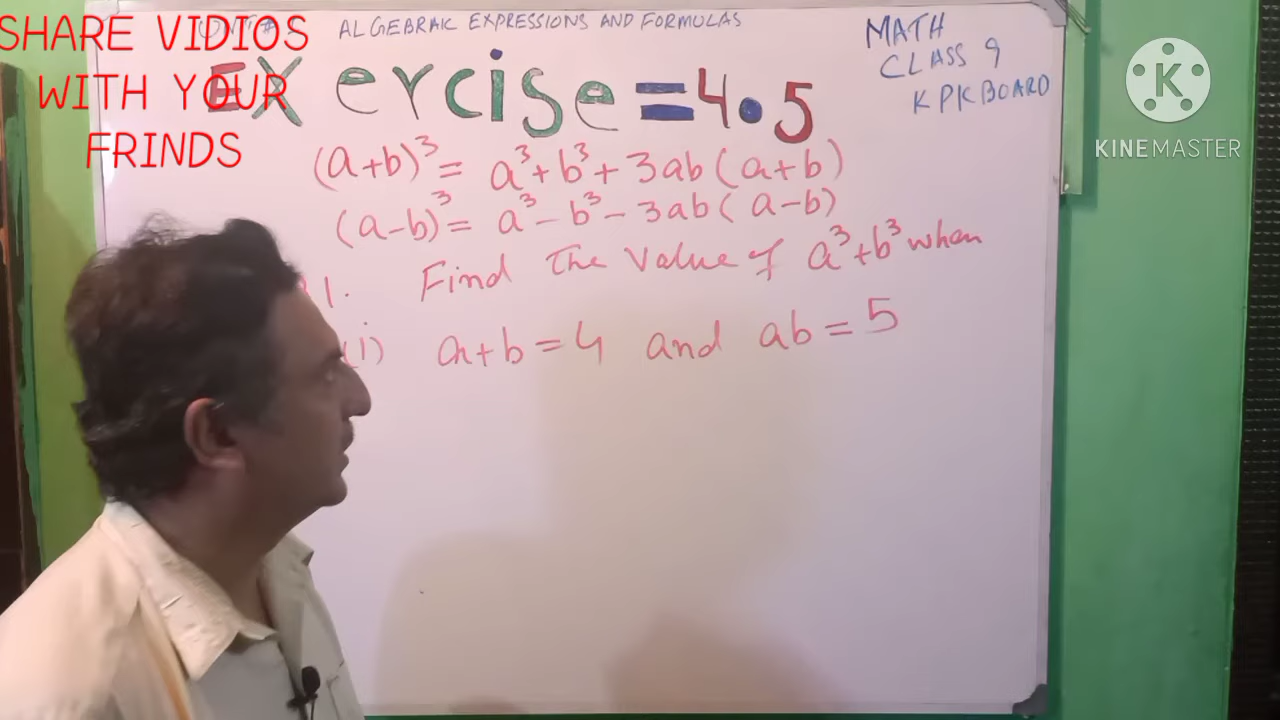 SHARE VIDIOS
WITH YOUR
FRINDS
ALGEBRAIC EXPRESSIONS AND FORMULAS
MATH
CLASS 9
KPK BOARD
K
KINEMASTER
Exercise=4.5
(a+b)³ = a³+b³+3ab(a+b)
(a-b)³ = a³-b³-3ab(a-b)
1. Find The Value of a³+b³ when
(i) a+b=4 and ab=5